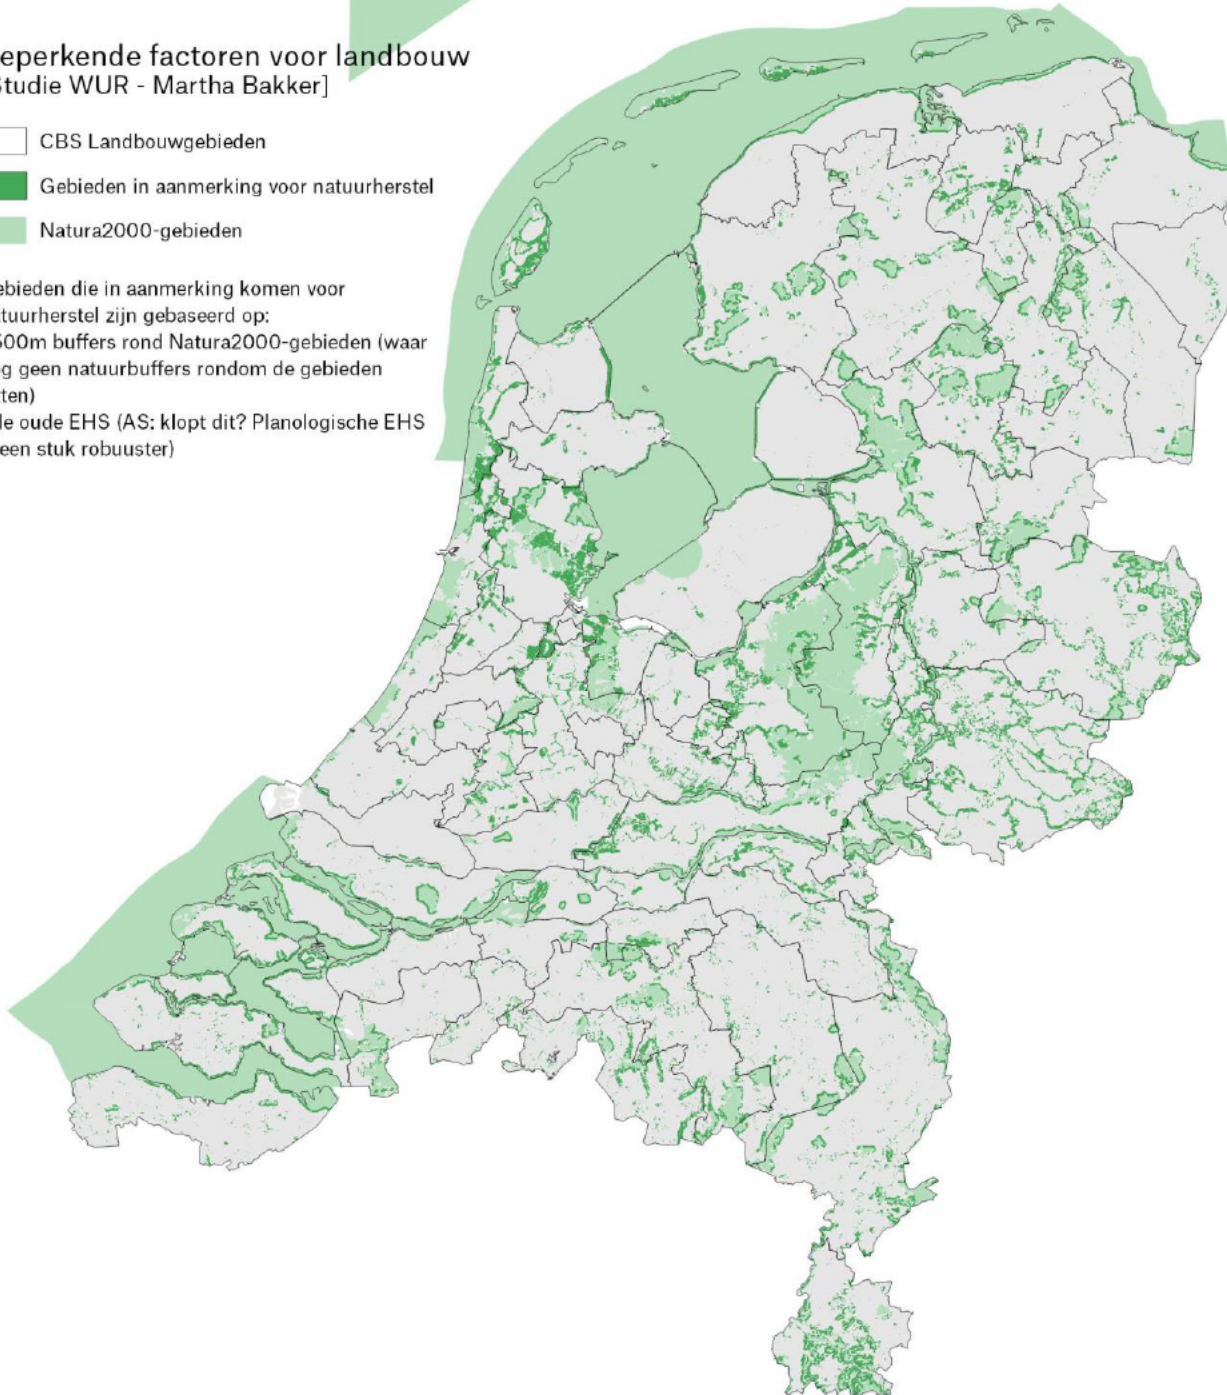 eperkende factoren voor landbouw
Studie WUR - Martha Bakker]
CBS Landbouwgebieden
Gebieden in aanmerking voor natuurherstel
Natura2000-gebieden
ebieden die in aanmerking komen voor
tuurherstel zijn gebaseerd op:
500m buffers rond Natura2000-gebieden (waar
g geen natuurbuffers rondom de gebieden
ten)
de oude EHS (AS: klopt dit? Planologische EHS
een stuk robuuster)